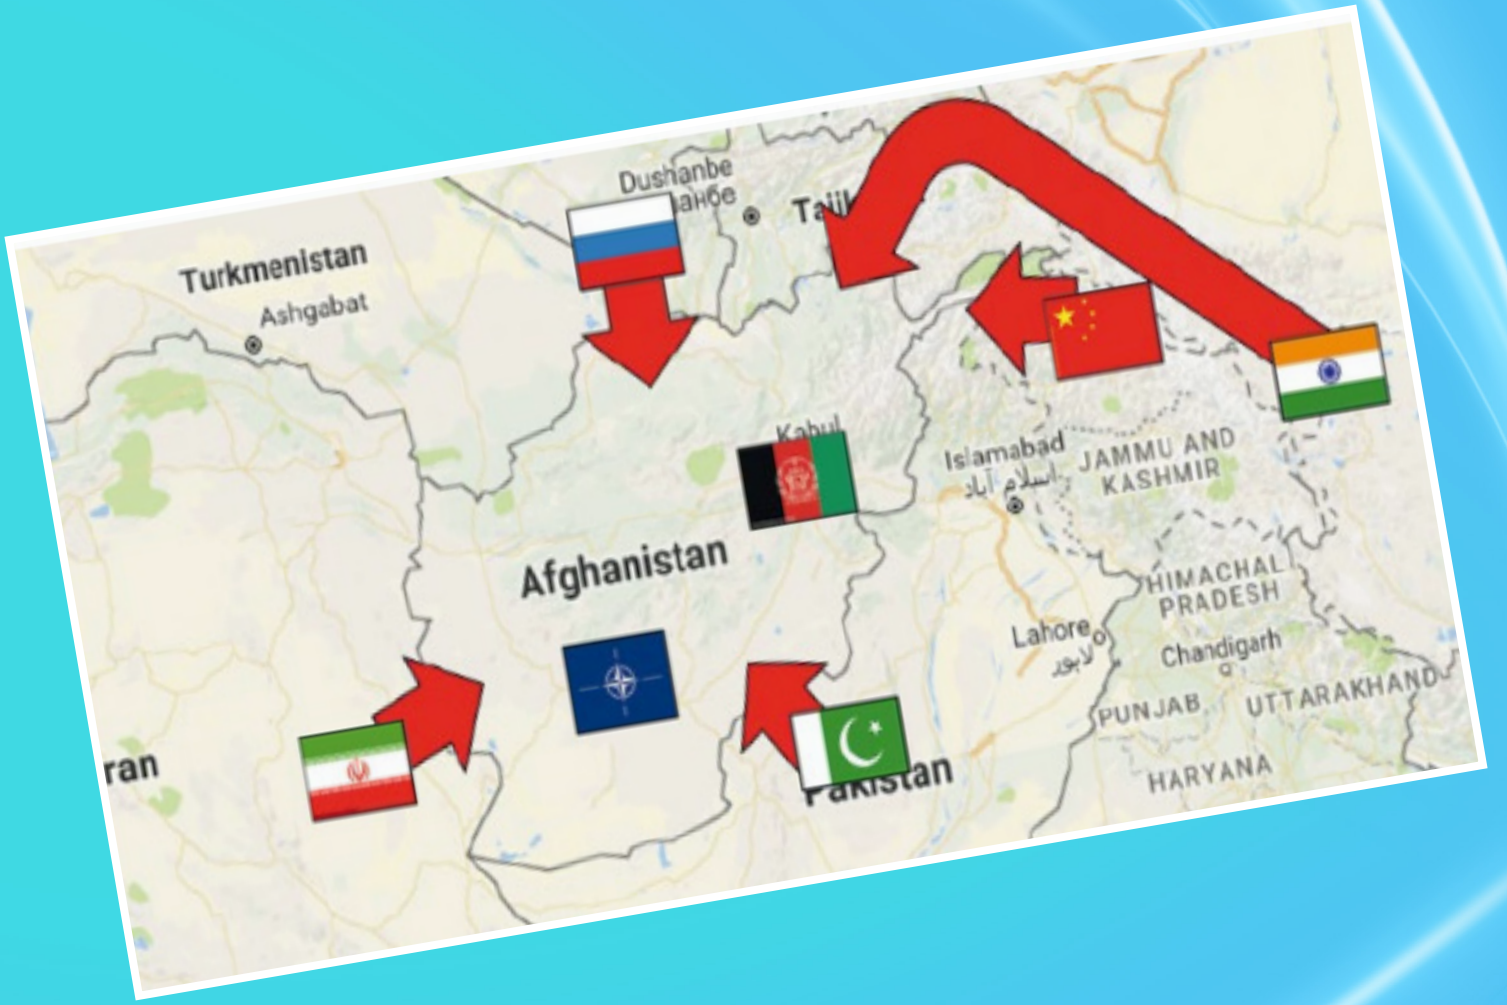 Dushanbe
Turkmenistan
Ashgabat
Kabul
Islamabad
اسلام آباد
JAMMU AND
KASHMIR
Afghanistan
HIMACHAL
PRADESH
Lahore
لاہور
Chandigarh
PUNJAB
UTTARAKHAND
ran
Pakistan
HARYANA